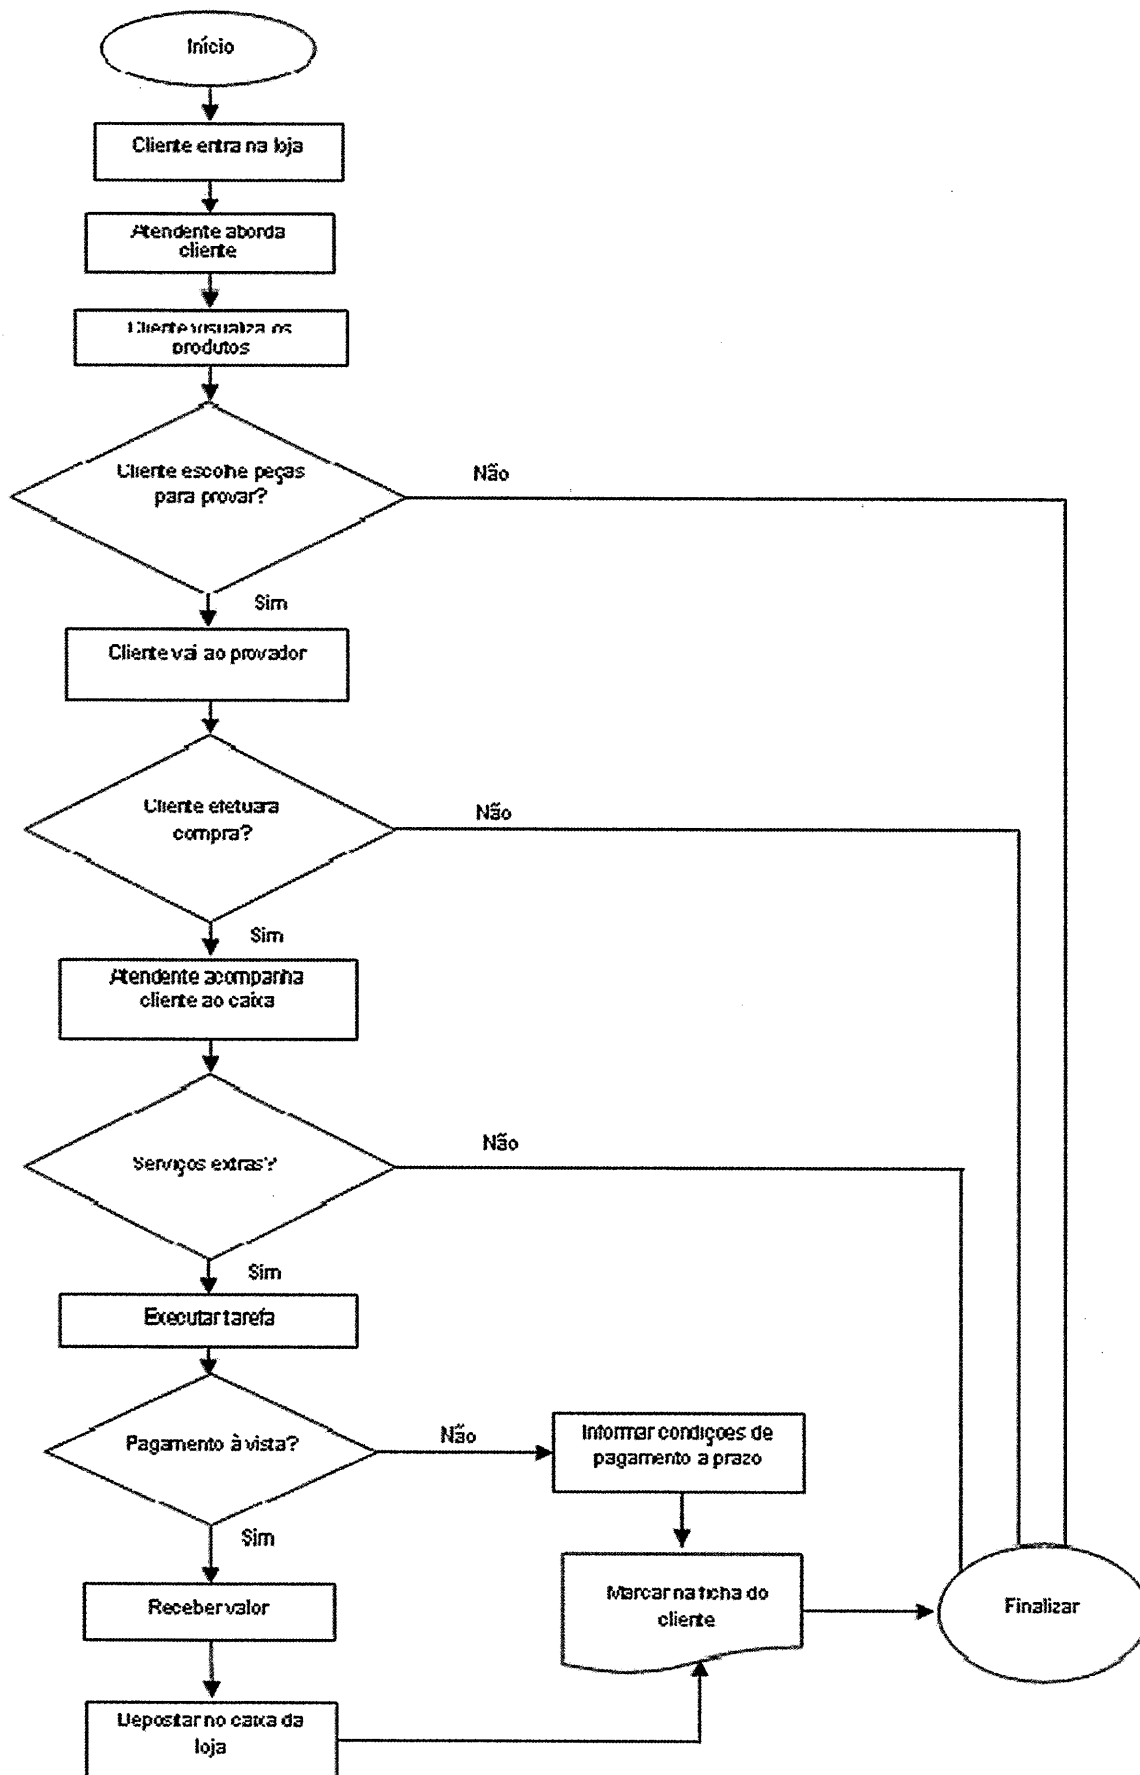 Início
Cliente entra na loja
Atendente aborda
cliente
Cliente visualiza os
produtos
Cliente escolhe peças
para provar?
Não
Sim
Cliente vai ao provador
Cliente efetuara
compra?
Não
Sim
Atendente acompanha
cliente ao caixa
Serviços extras?
Não
Sim
Executar tarefa
Pagamento à vista?
Não
Informar condições de
pagamento a prazo
Sim
Receber valor
Marcar na ficha do
cliente
Finalizar
Depositar no caixa da
loja